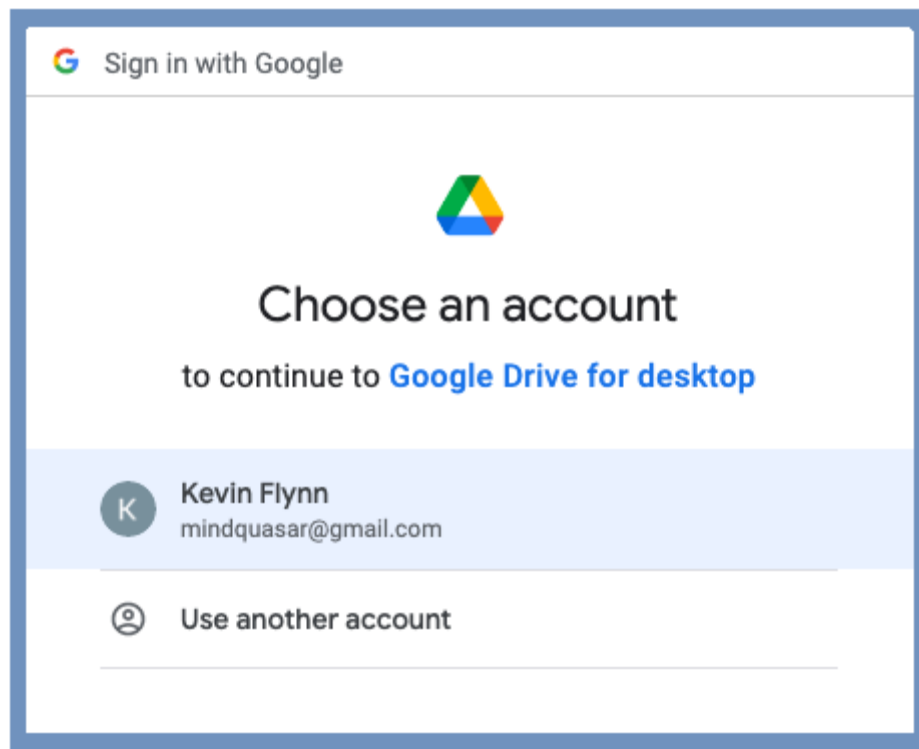 Sign in with Google
Choose an account
to continue to Google Drive for desktop
K
Kevin Flynn
mindquasar@gmail.com
Use another account